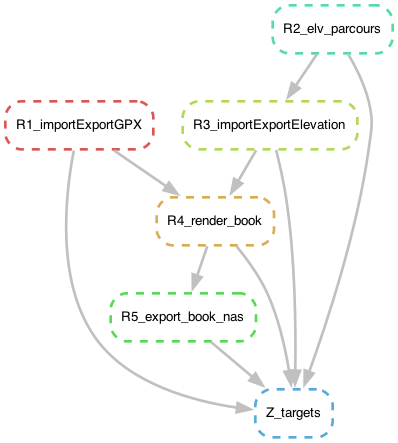 R2_elv_parcours
R1_importExportGPX
R3_importExportElevation
R4_render_book
R5_export_book_nas
Z_targets